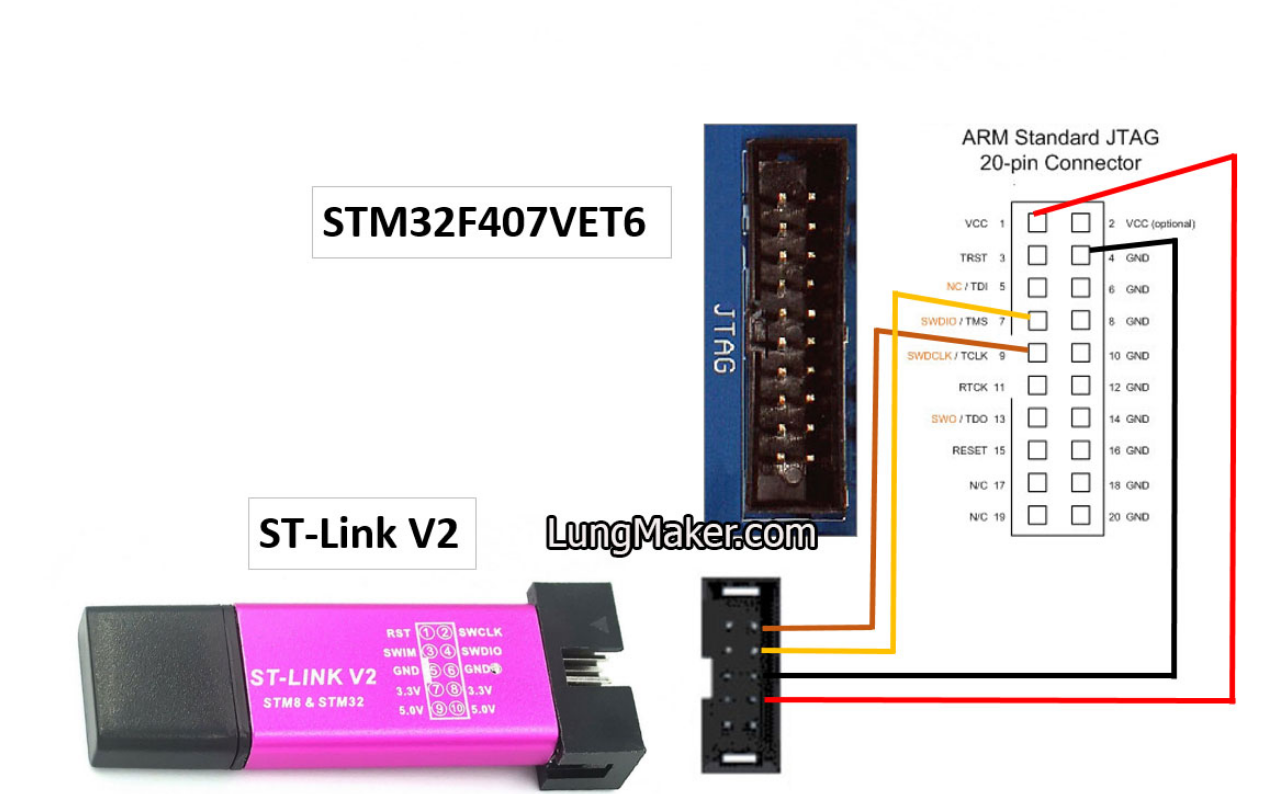 ARM Standard JTAG
20-pin Connector
STM32F407VET6
JTAG
VCC 1
2 VCC (optional)
TRST 3
4 GND
NC / TDI 5
6 GND
SWDIO / TMS 7
8 GND
SWDCLK / TCLK 9
10 GND
RTCK 11
12 GND
SWO / TDO 13
14 GND
RESET 15
16 GND
N/C 17
18 GND
N/C 19
20 GND
ST-Link V2
LungMaker.com
ST-LINK V2
STM8 & STM32
RST 1 2 SWCLK
SWIM 3 4 SWDIO
GND 5 6 GND
3.3V 7 8 3.3V
5.0V 9 10 5.0V